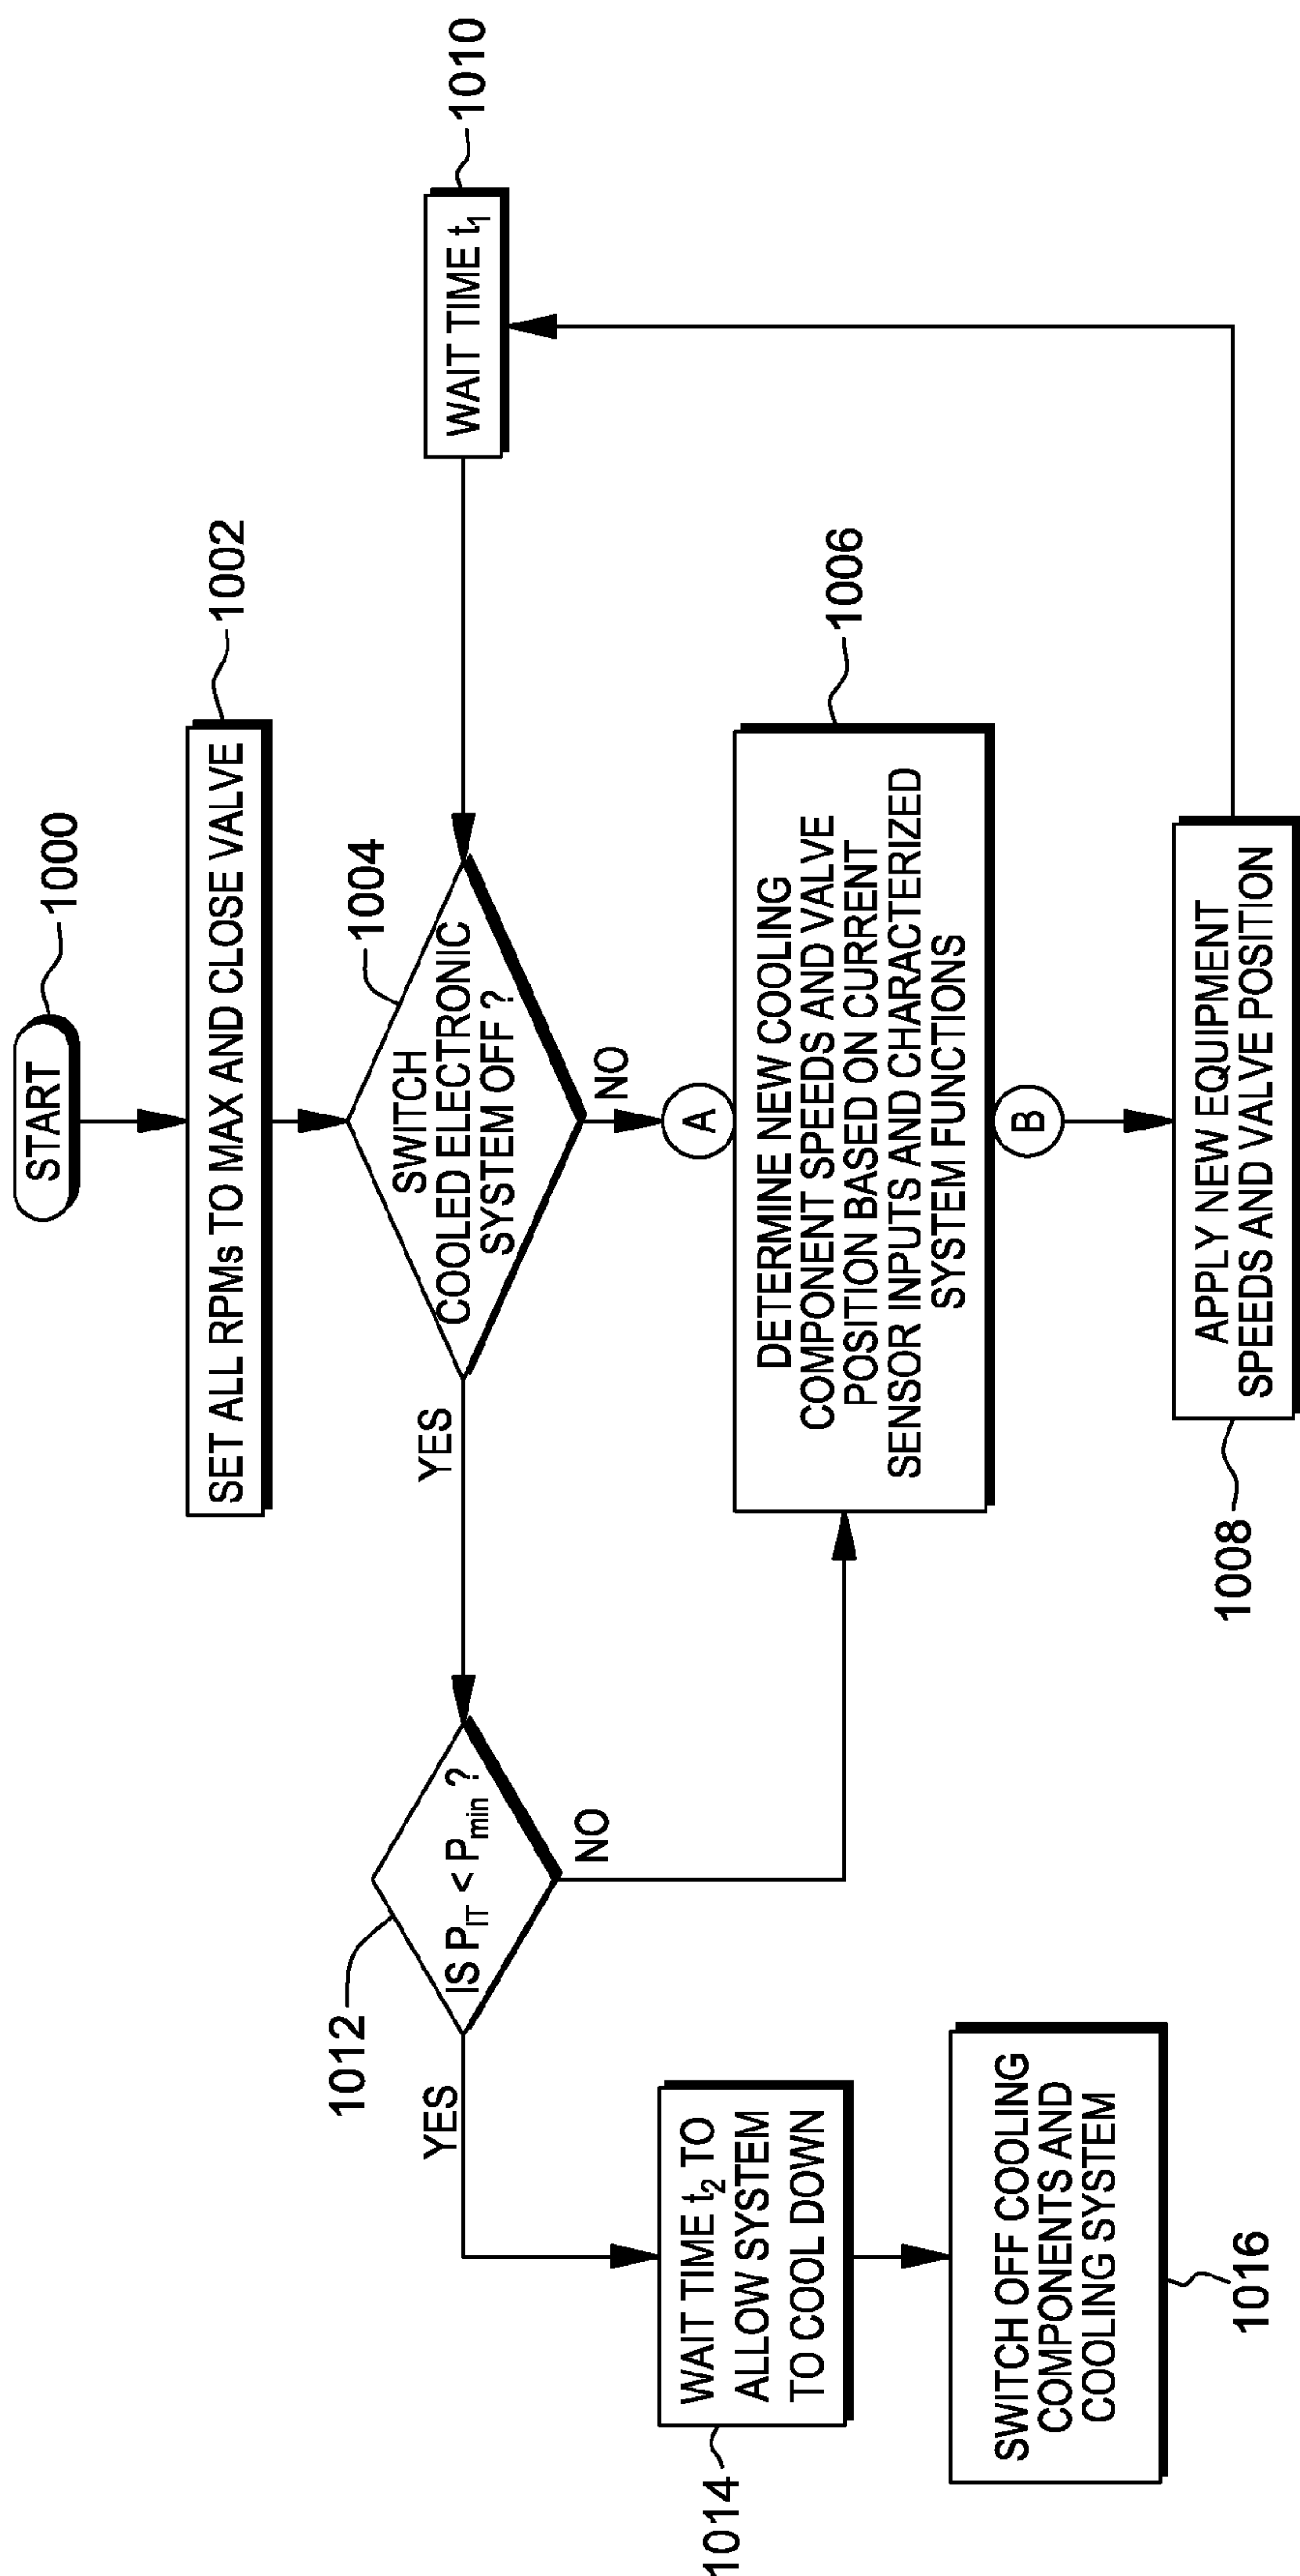 START
1000
SET ALL RPMs TO MAX AND CLOSE VALVE
1002
SWITCH
COOLED ELECTRONIC
SYSTEM OFF ?
1004
YES
NO
WAIT TIME t₁
1010
IS P_IT < P_min ?
1012
YES
NO
A
DETERMINE NEW COOLING
COMPONENT SPEEDS AND VALVE
POSITION BASED ON CURRENT
SENSOR INPUTS AND CHARACTERIZED
SYSTEM FUNCTIONS
1006
B
WAIT TIME t₂ TO
ALLOW SYSTEM
TO COOL DOWN
1014
SWITCH OFF COOLING
COMPONENTS AND
COOLING SYSTEM
1016
APPLY NEW EQUIPMENT
SPEEDS AND VALVE POSITION
1008